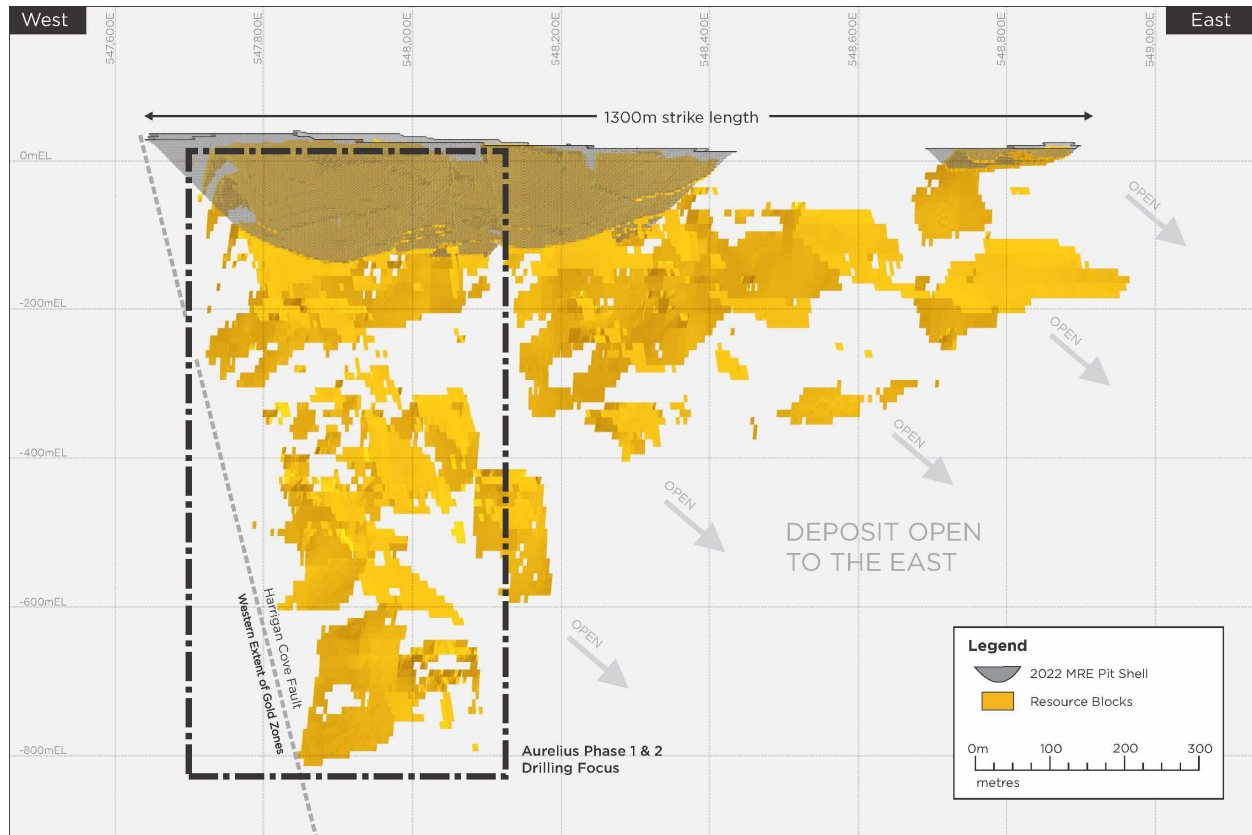 West
East
547,600E
547,800E
548,000E
548,200E
548,400E
548,600E
548,800E
549,000E
1300m strike length
0mEL
OPEN
-200mEL
OPEN
-400mEL
OPEN
OPEN
DEPOSIT OPEN
TO THE EAST
-600mEL
Harrigan Cove Fault
Western Extent of Gold Zones
OPEN
-800mEL
Aurelius Phase 1 & 2
Drilling Focus
Legend
2022 MRE Pit Shell
Resource Blocks
0m 100 200 300
metres